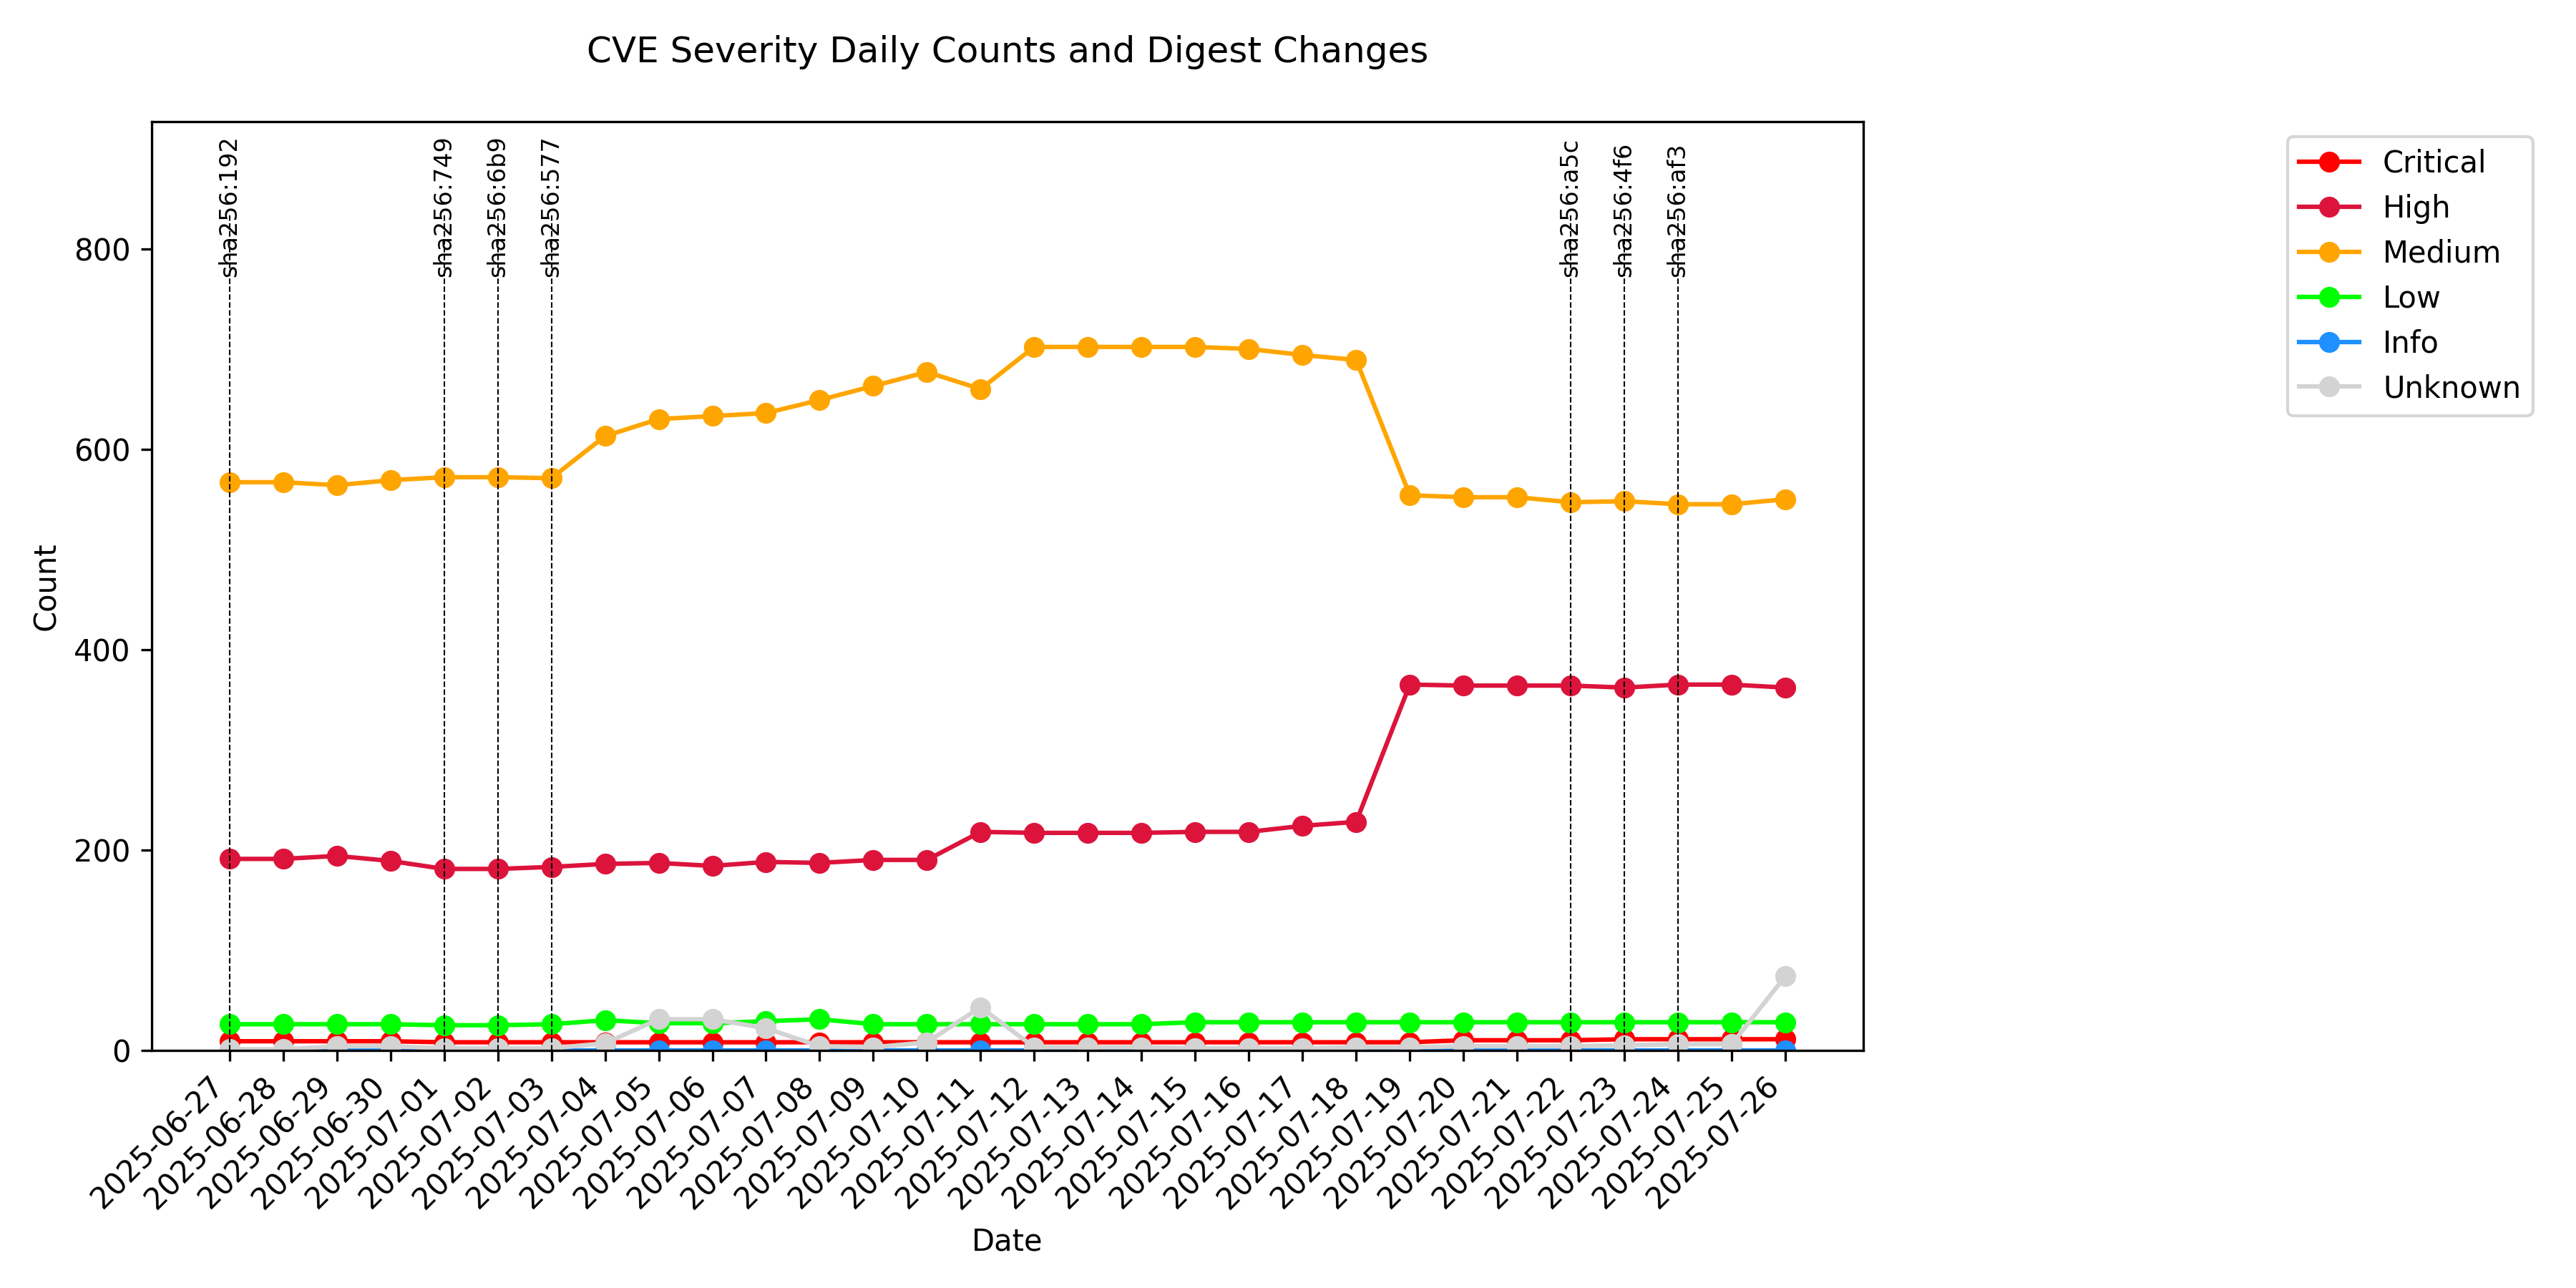 CVE Severity Daily Counts and Digest Changes
sha256:192
sha256:749
sha256:6b9
sha256:577
sha256:a5c
sha256:4f6
sha256:af3
Critical
High
Medium
Low
Info
Unknown
800
600
400
200
0
Count
2025-06-27
2025-06-28
2025-06-29
2025-06-30
2025-07-01
2025-07-02
2025-07-03
2025-07-04
2025-07-05
2025-07-06
2025-07-07
2025-07-08
2025-07-09
2025-07-10
2025-07-11
2025-07-12
2025-07-13
2025-07-14
2025-07-15
2025-07-16
2025-07-17
2025-07-18
2025-07-19
2025-07-20
2025-07-21
2025-07-22
2025-07-23
2025-07-24
2025-07-25
2025-07-26
Date